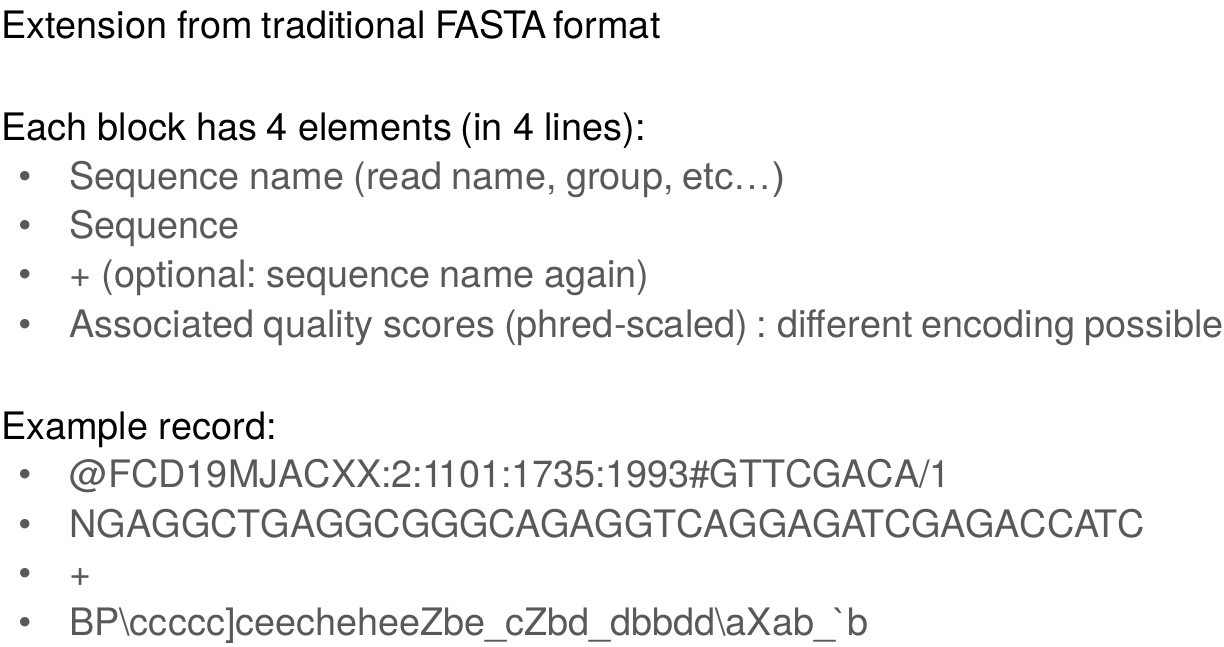 Extension from traditional FASTA format
Each block has 4 elements (in 4 lines):
• Sequence name (read name, group, etc…)
• Sequence
• + (optional: sequence name again)
• Associated quality scores (phred-scaled) : different encoding possible
Example record:
• @FCD19MJACXX:2:1101:1735:1993#GTTCGACA/1
• NGAGGCTGAGGCGGGCAGAGGTCAGGAGATCGAGACCATC
• +
• BP\ccccc]ceecheheeZbe_cZbd_dbbdd\aXab_`b